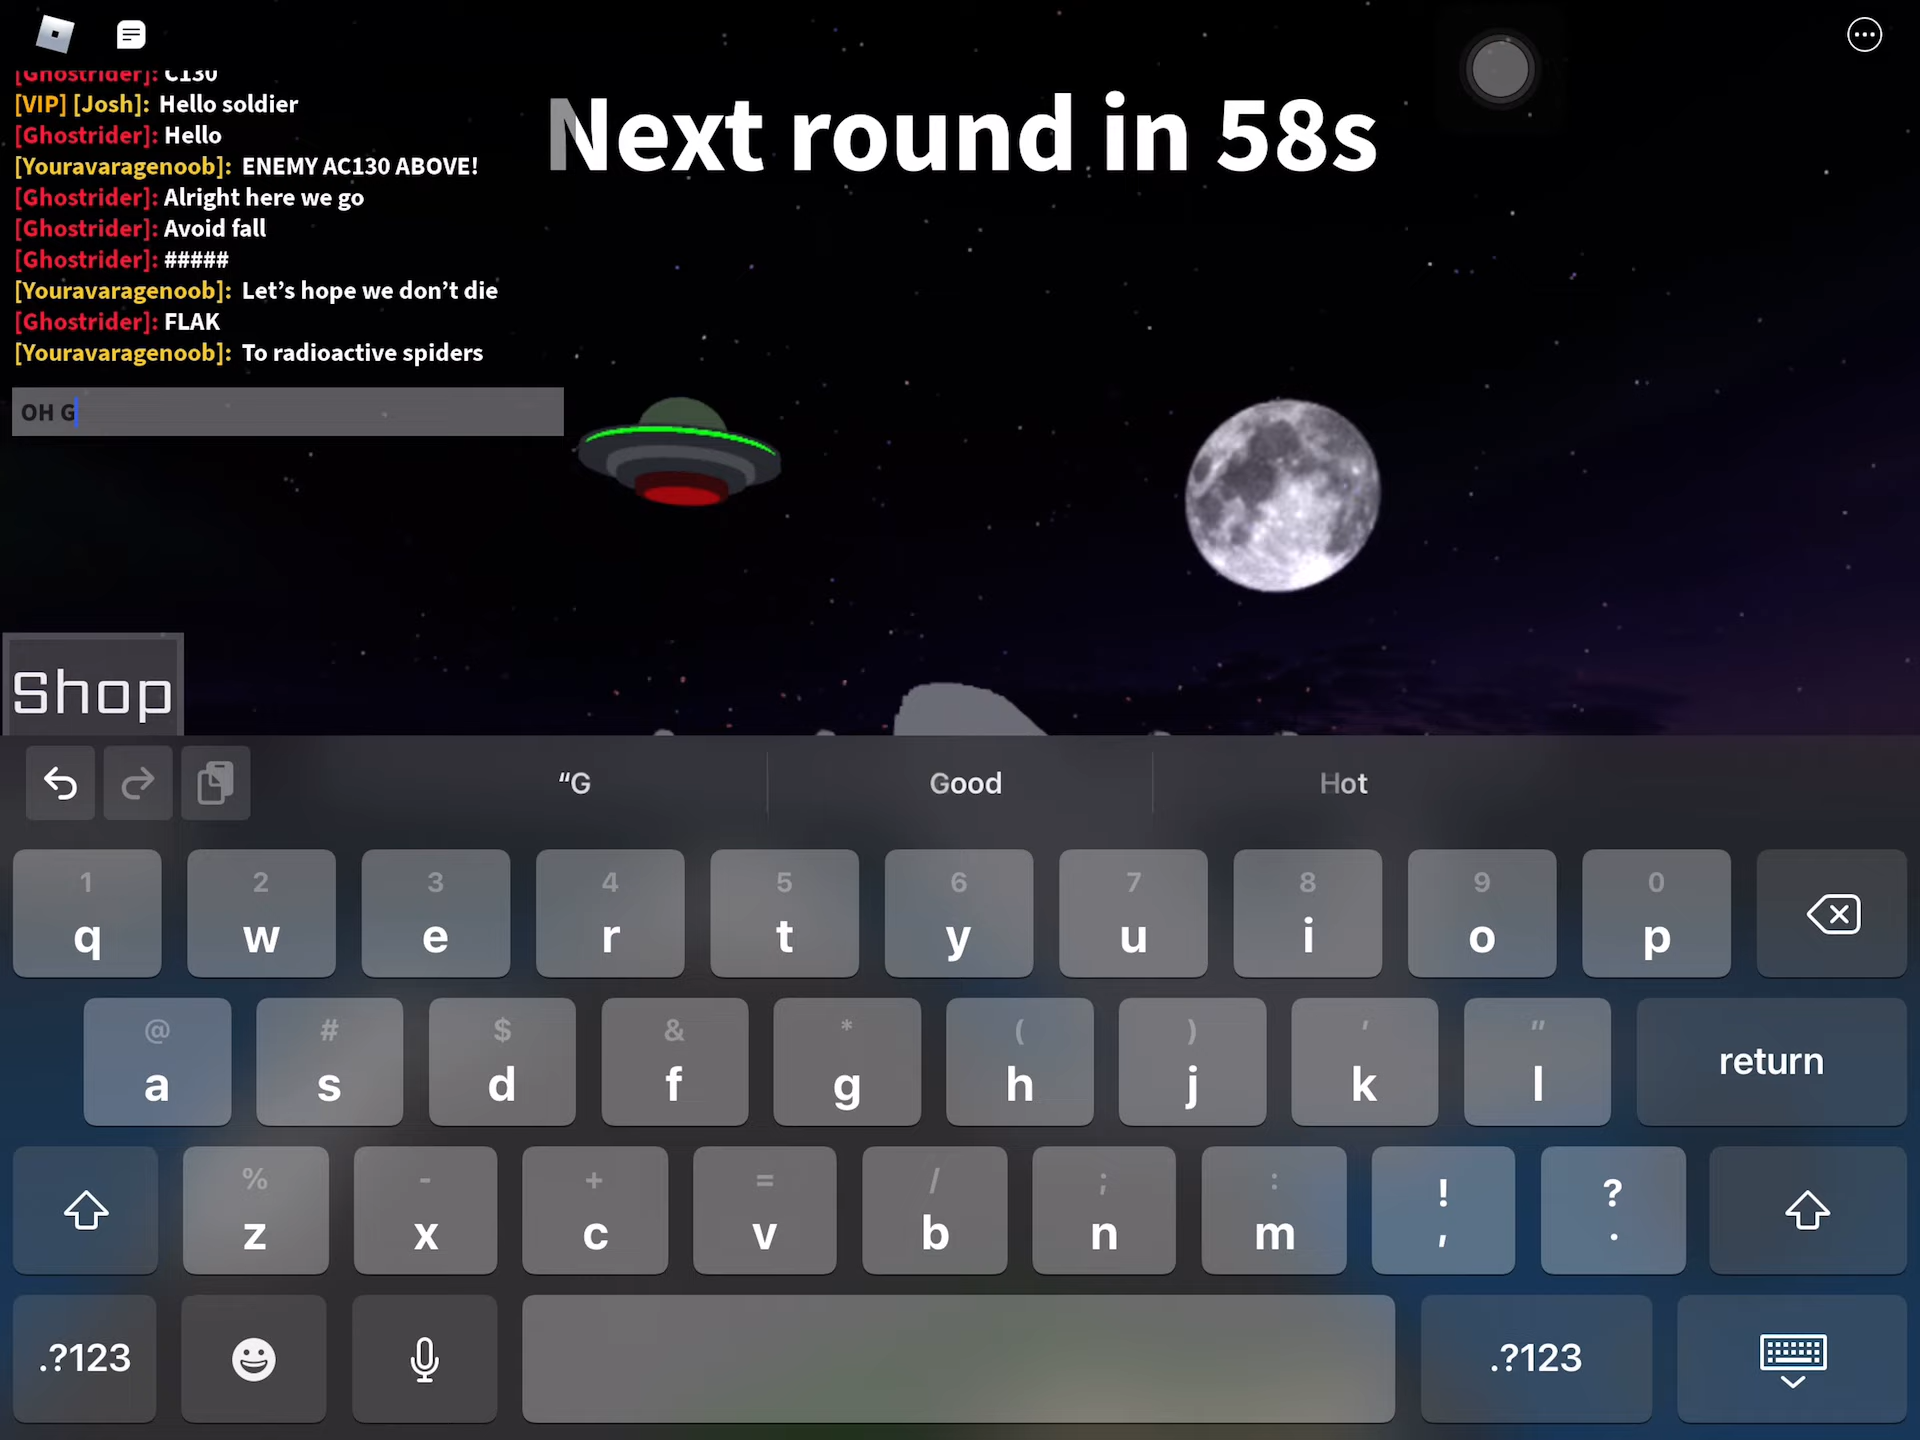 [Ghostrider]: C130
[VIP] [Josh]: Hello soldier
[Ghostrider]: Hello
[Youravaragenoob]: ENEMY AC130 ABOVE!
[Ghostrider]: Alright here we go
[Ghostrider]: Avoid fall
[Ghostrider]: #####
[Youravaragenoob]: Let’s hope we don’t die
[Ghostrider]: FLAK
[Youravaragenoob]: To radioactive spiders
OH G
Next round in 58s
Shop
“G Good Hot
1 2 3 4 5 6 7 8 9 0
q w e r t y u i o p
@ # $ & * ( ) ' "
a s d f g h j k l return
% - + = / ; : ! ?
z x c v b n m , .
.?123 .?123